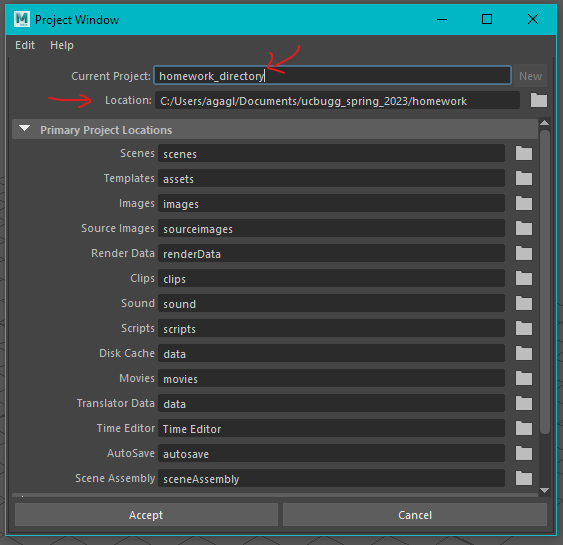 Project Window
Edit Help
Current Project: homework_directory New
Location: C:/Users/agagl/Documents/ucbugg_spring_2023/homework
Primary Project Locations
Scenes scenes
Templates assets
Images images
Source Images sourceimages
Render Data renderData
Clips clips
Sound sound
Scripts scripts
Disk Cache data
Movies movies
Translator Data data
Time Editor Time Editor
AutoSave autosave
Scene Assembly sceneAssembly
Accept Cancel